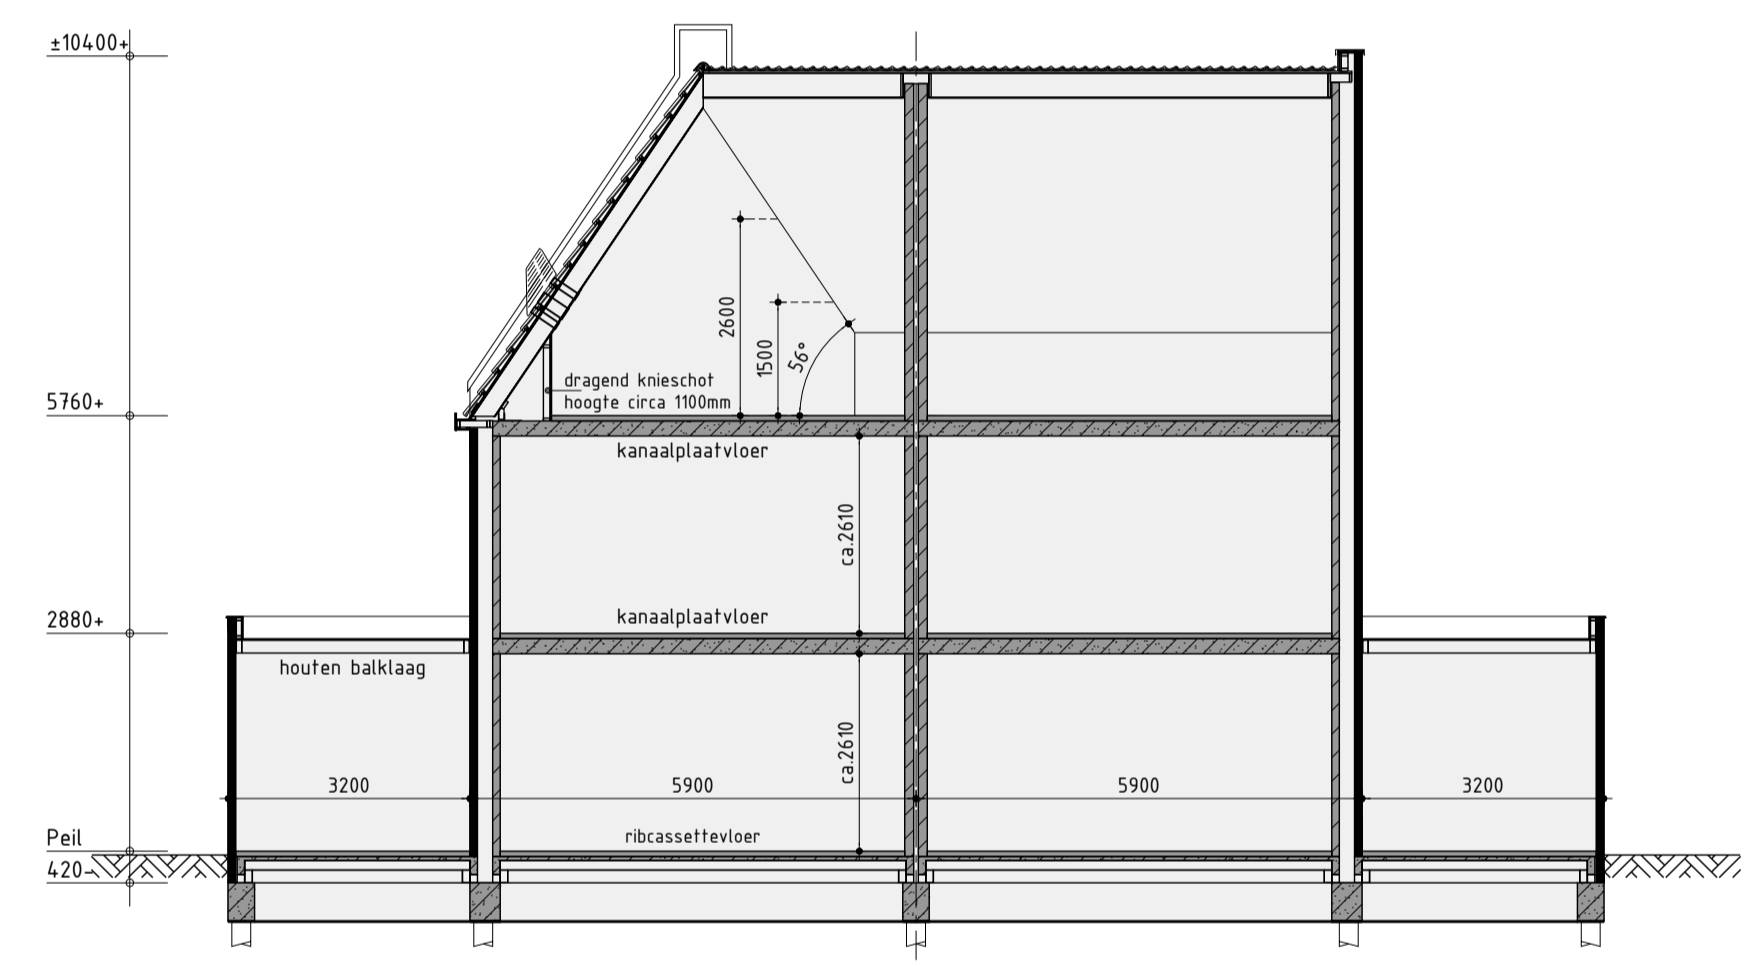 ±10400+
2600
1500
56°
dragend knieschot
hoogte circa 1100mm
5760+
kanaalplaatvloer
ca.2610
2880+
kanaalplaatvloer
houten balklaag
ca.2610
3200
5900
5900
3200
Peil
ribcassettevloer
420-